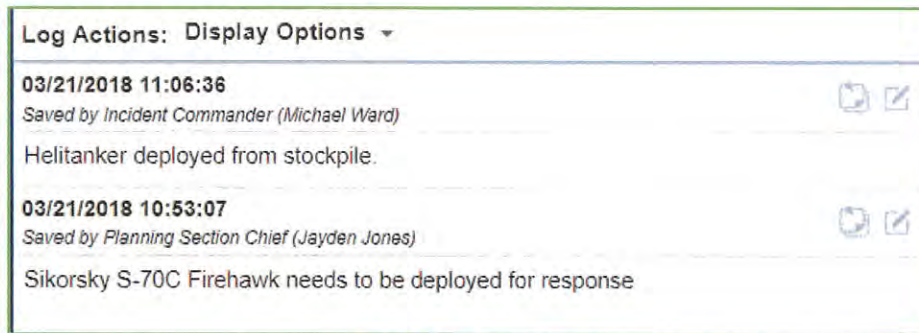 Log Actions: Display Options
03/21/2018 11:06:36
Saved by Incident Commander (Michael Ward)
Helitanker deployed from stockpile.
03/21/2018 10:53:07
Saved by Planning Section Chief (Jayden Jones)
Sikorsky S-70C Firehawk needs to be deployed for response